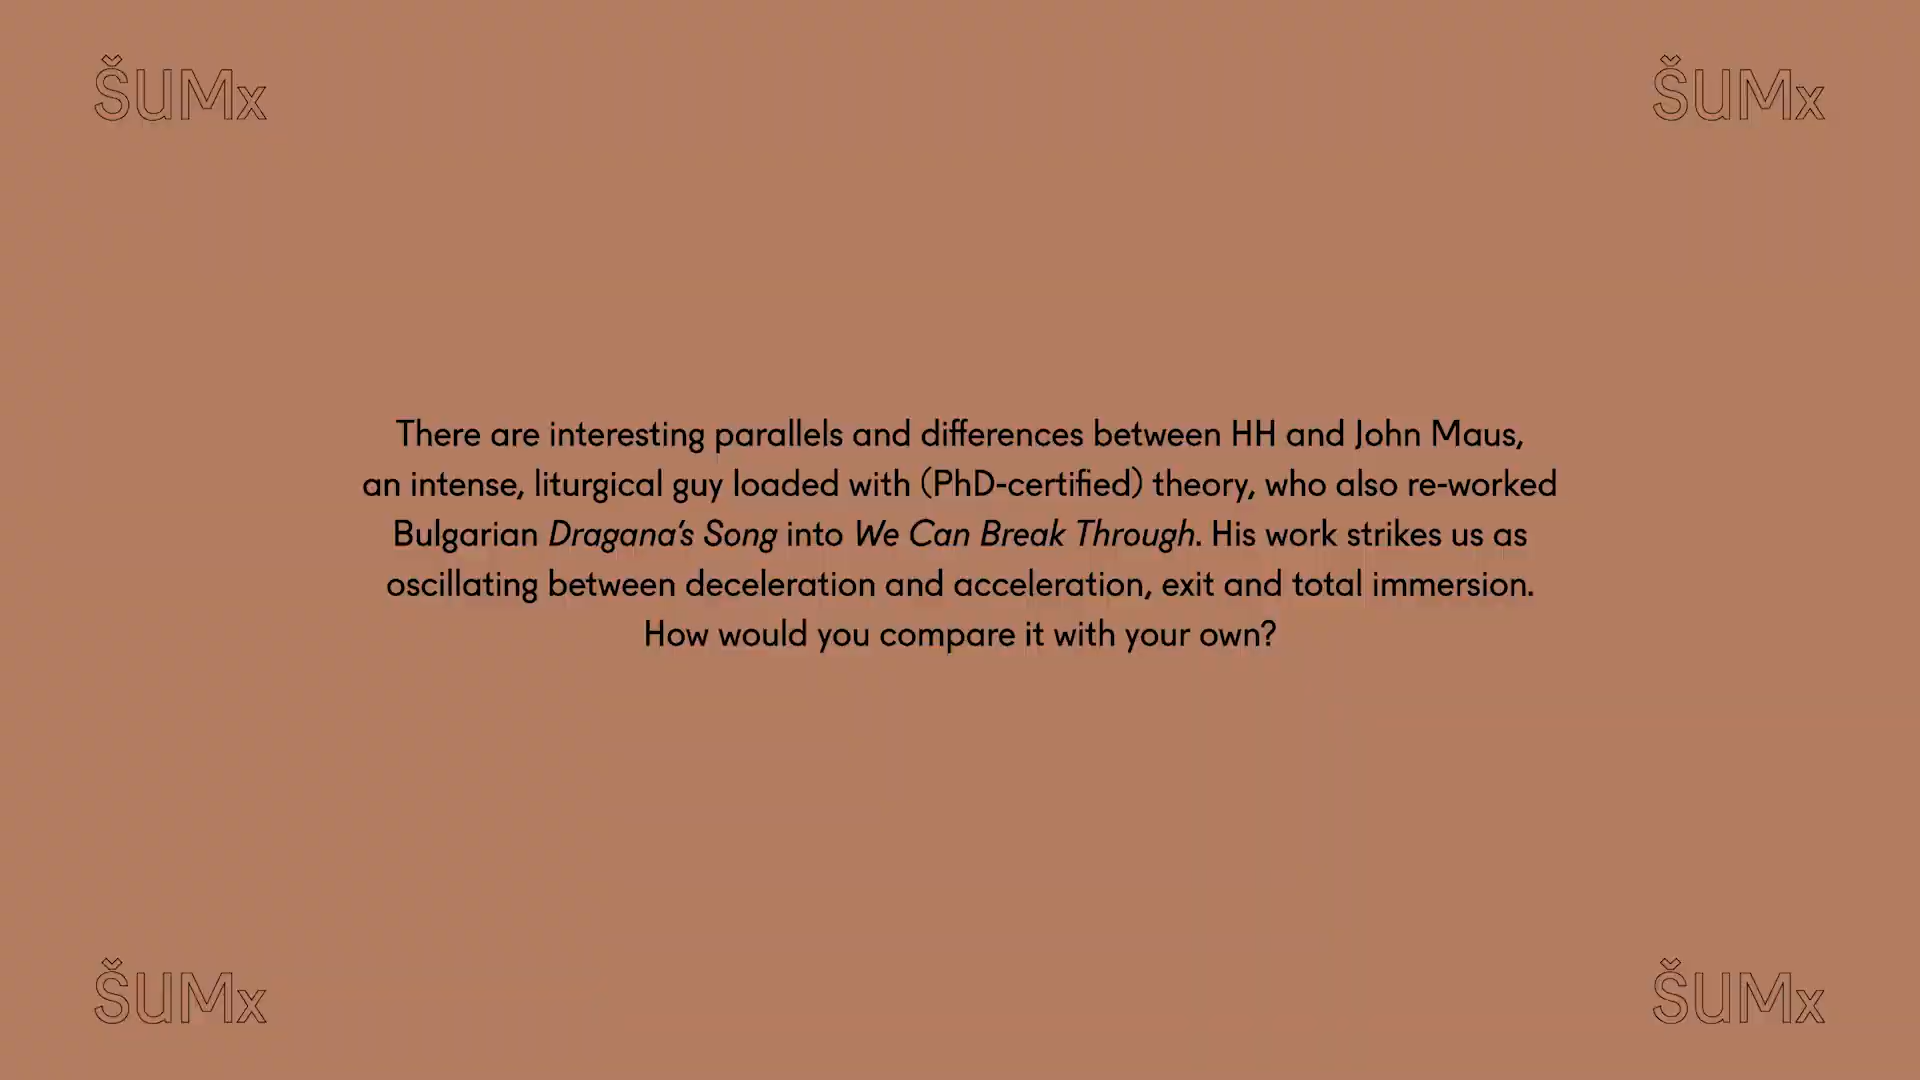 ŠUMx
ŠUMx
There are interesting parallels and differences between HH and John Maus,
an intense, liturgical guy loaded with (PhD-certified) theory, who also re-worked
Bulgarian Dragana’s Song into We Can Break Through. His work strikes us as
oscillating between deceleration and acceleration, exit and total immersion.
How would you compare it with your own?
ŠUMx
ŠUMx